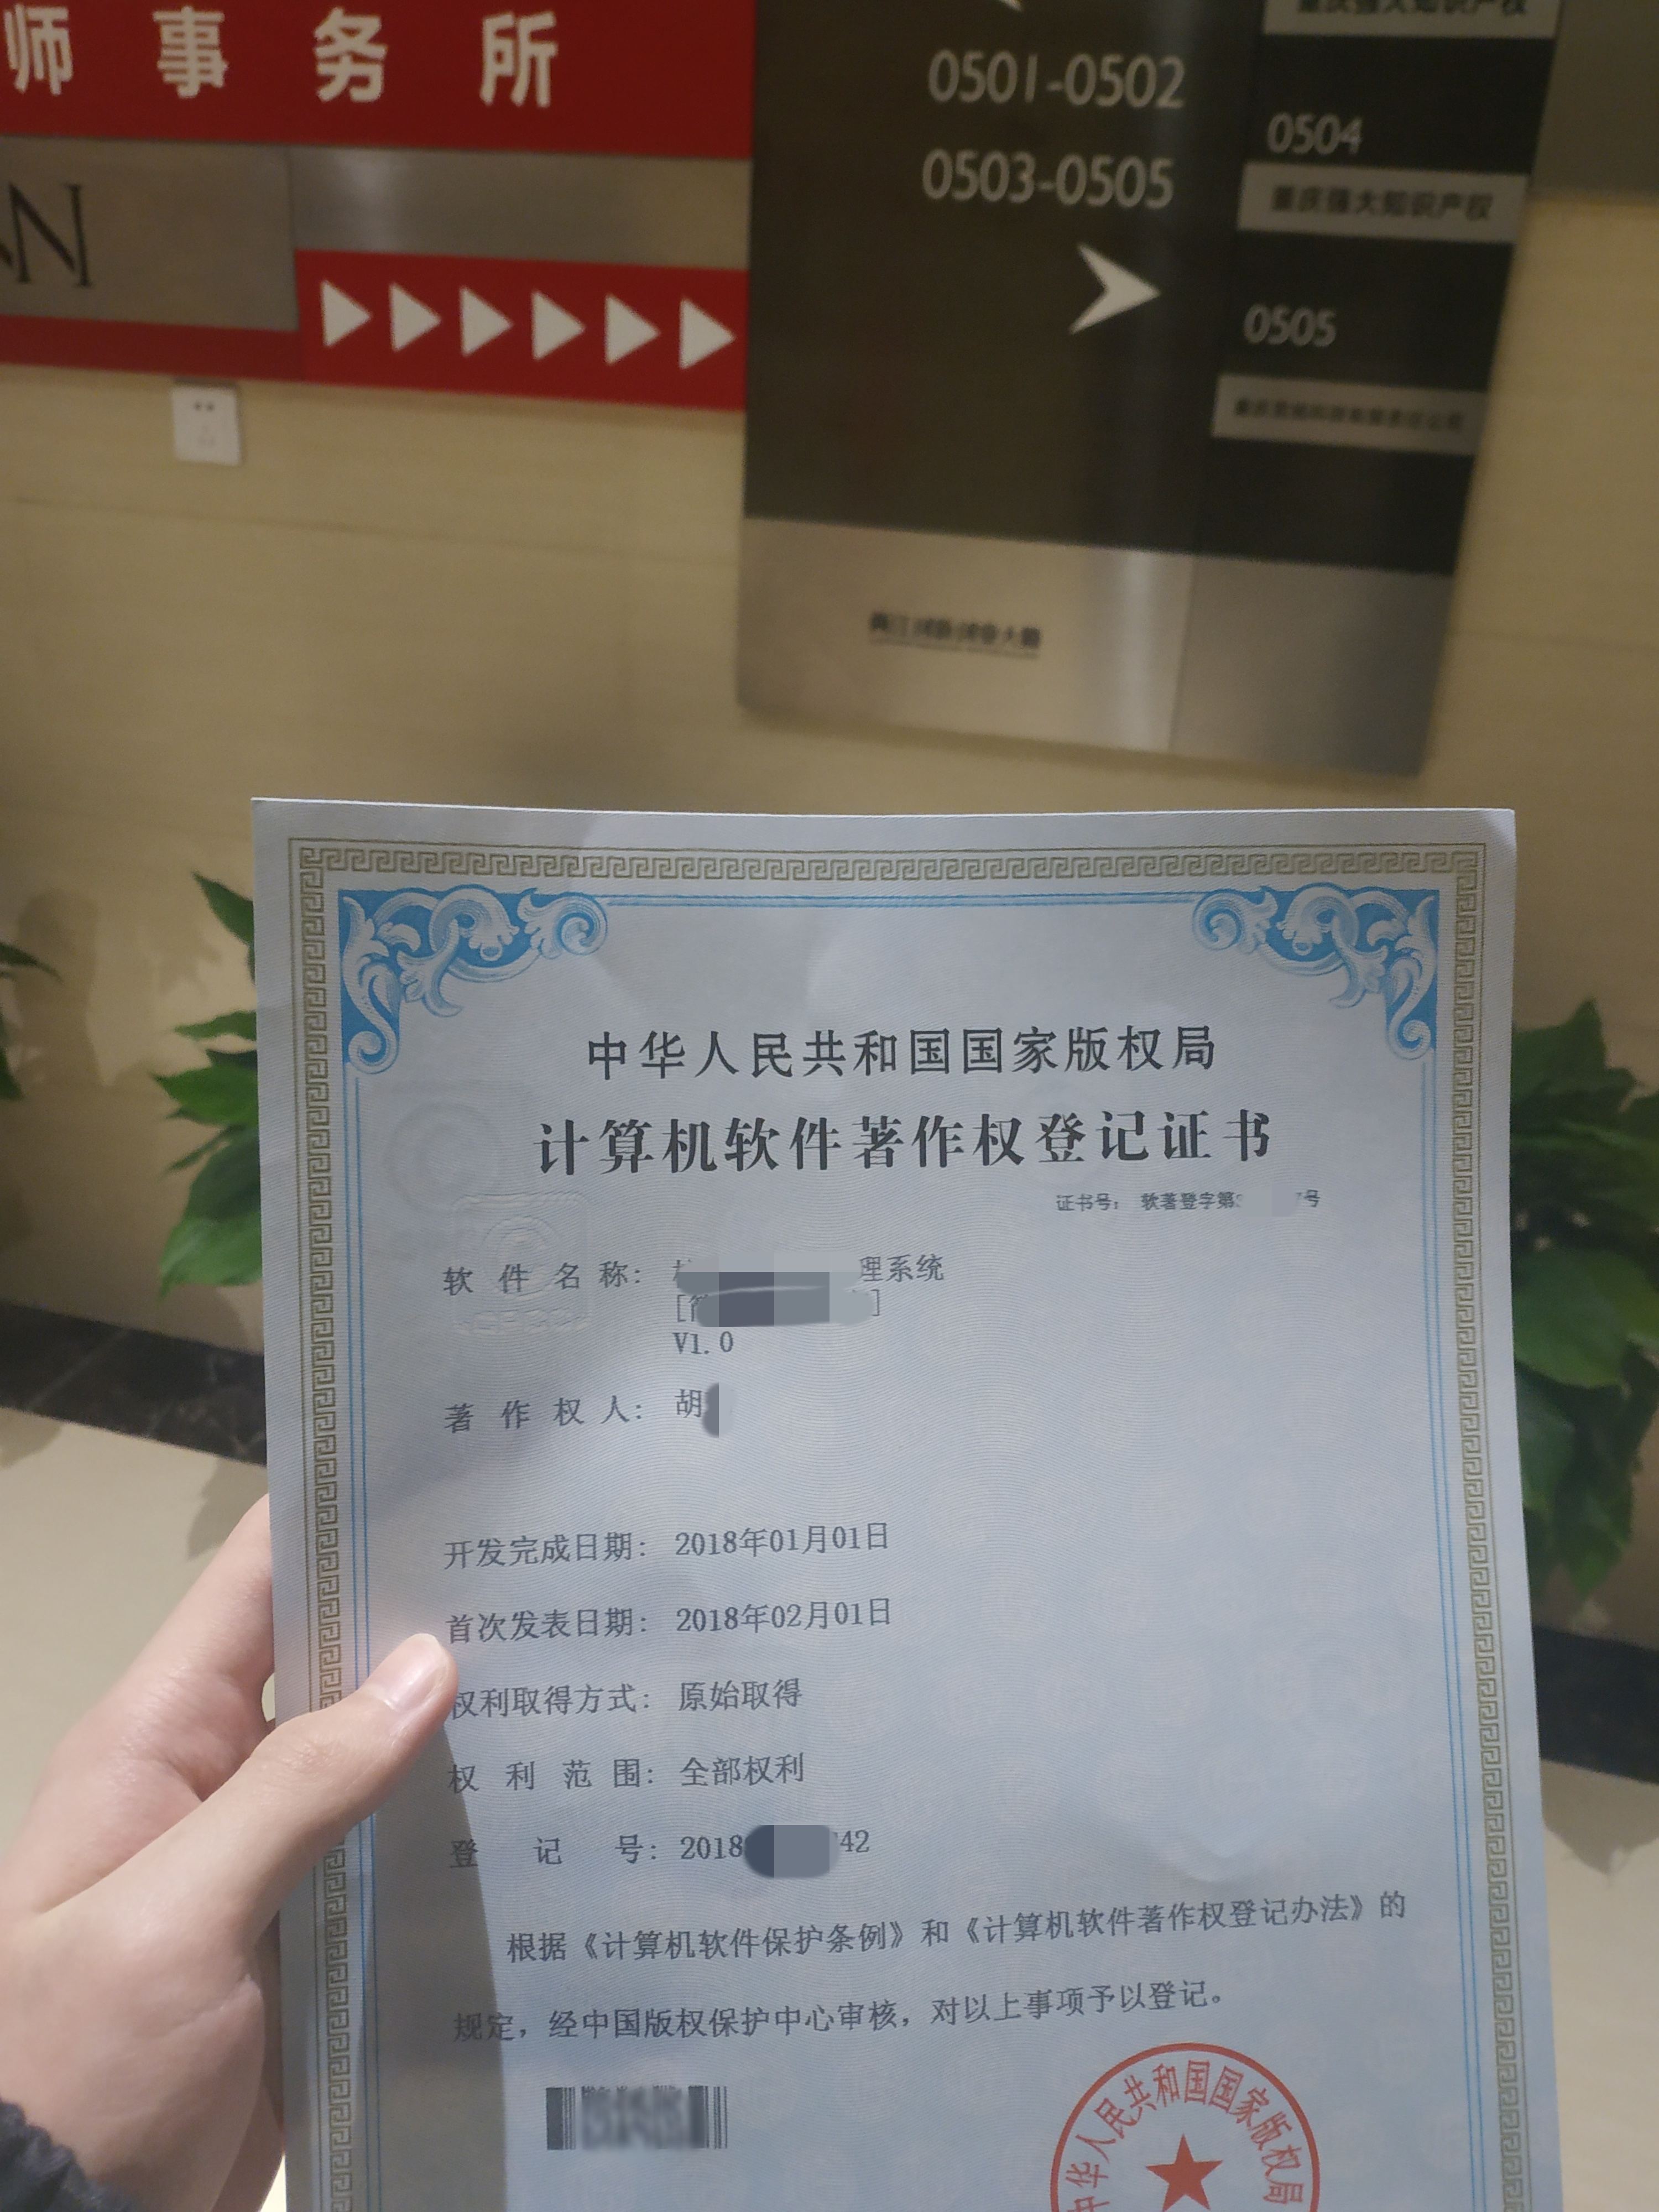 师事务所
N
0501-0502
0503-0505
重庆强大知识产权
0504
重庆强大知识产权
0505
中华人民共和国国家版权局
计算机软件著作权登记证书
证书号： 软著登字第 号
软件名称： 理系统
[ ]
V1.0
著作权人： 胡
开发完成日期： 2018年01月01日
首次发表日期： 2018年02月01日
权利取得方式： 原始取得
权利范围： 全部权利
登记号： 2018 42
根据《计算机软件保护条例》和《计算机软件著作权登记办法》的
规定，经中国版权保护中心审核，对以上事项予以登记。
中华人民共和国国家版权局